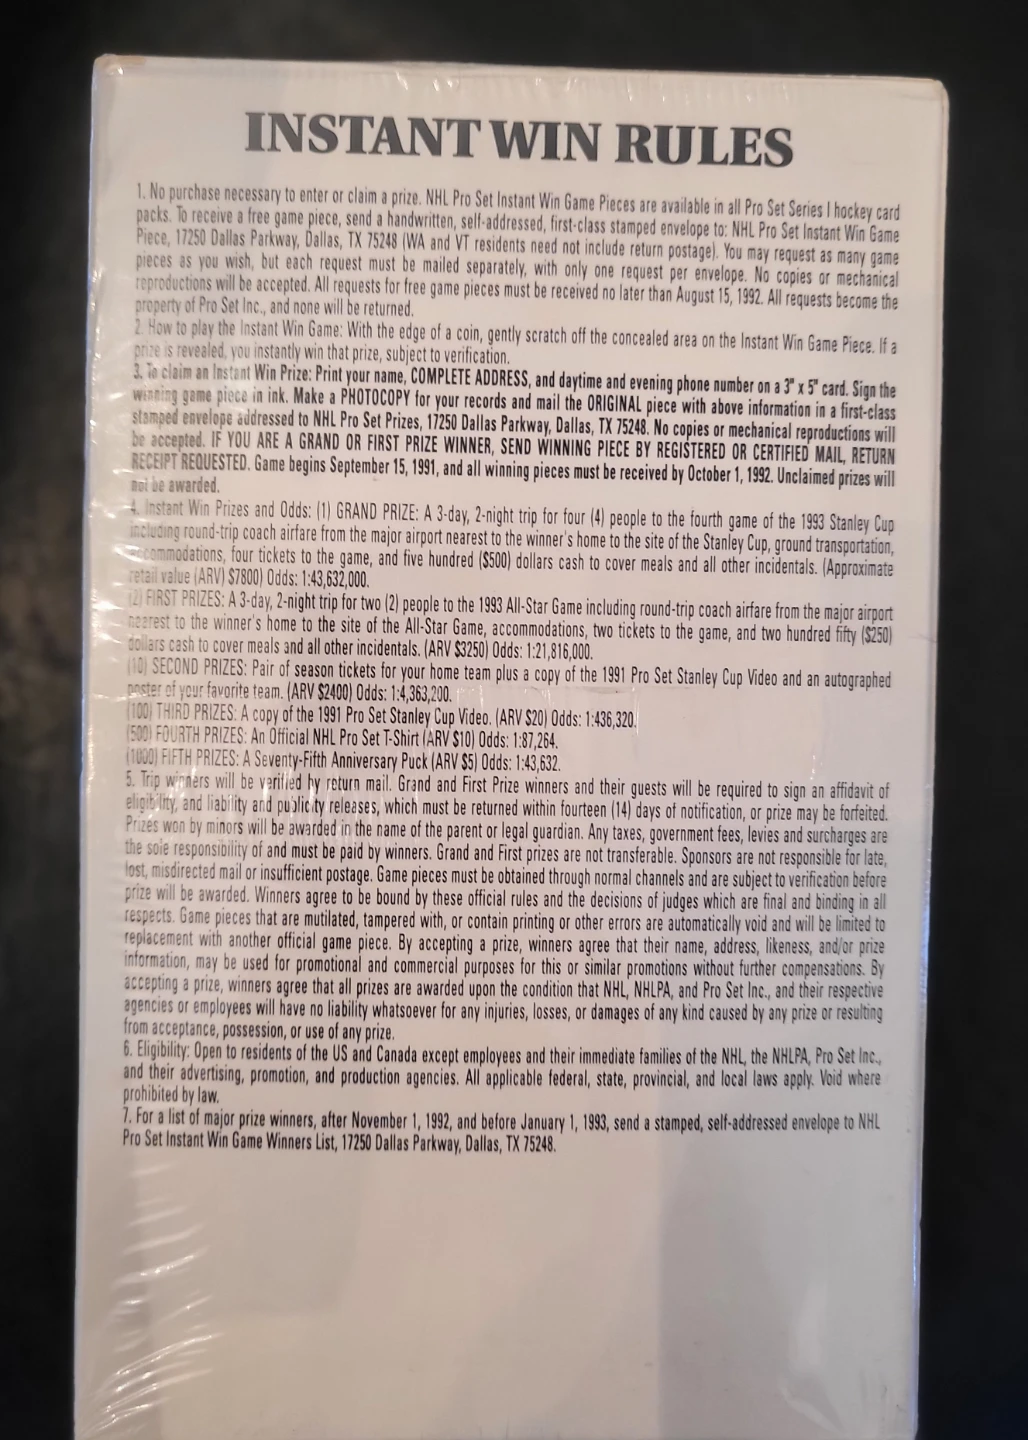 INSTANT WIN RULES
1. No purchase necessary to enter or claim a prize. NHL Pro Set Instant Win Game Pieces are available in all Pro Set Series I hockey card
packs. To receive a free game piece, send a handwritten, self-addressed, first-class stamped envelope to: NHL Pro Set Instant Win Game
Piece, 17250 Dallas Parkway, Dallas, TX 75248 (WA and VT residents need not include return postage). You may request as many game
pieces as you wish, but each request must be mailed separately, with only one request per envelope. No copies or mechanical
reproductions will be accepted. All requests for free game pieces must be received no later than August 15, 1992. All requests become the
property of Pro Set Inc., and none will be returned.
2. How to play the Instant Win Game: With the edge of a coin, gently scratch off the concealed area on the Instant Win Game Piece. If a
prize is revealed, you instantly win that prize, subject to verification.
3. To claim an Instant Win Prize: Print your name, COMPLETE ADDRESS, and daytime and evening phone number on a 3" x 5" card. Sign the
winning game piece in ink. Make a PHOTOCOPY for your records and mail the ORIGINAL piece with above information in a first-class
stamped envelope addressed to NHL Pro Set Prizes, 17250 Dallas Parkway, Dallas, TX 75248. No copies or mechanical reproductions will
be accepted. IF YOU ARE A GRAND OR FIRST PRIZE WINNER, SEND WINNING PIECE BY REGISTERED OR CERTIFIED MAIL, RETURN
RECEIPT REQUESTED. Game begins September 15, 1991, and all winning pieces must be received by October 1, 1992. Unclaimed prizes will
not be awarded.
4. Instant Win Prizes and Odds: (1) GRAND PRIZE: A 3-day, 2-night trip for four (4) people to the fourth game of the 1993 Stanley Cup
including round-trip coach airfare from the major airport nearest to the winner's home to the site of the Stanley Cup, ground transportation,
accommodations, four tickets to the game, and five hundred ($500) dollars cash to cover meals and all other incidentals. (Approximate
retail value (ARV) $7800) Odds: 1:43,632,000.
(2) FIRST PRIZES: A 3-day, 2-night trip for two (2) people to the 1993 All-Star Game including round-trip coach airfare from the major airport
nearest to the winner's home to the site of the All-Star Game, accommodations, two tickets to the game, and two hundred fifty ($250)
dollars cash to cover meals and all other incidentals. (ARV $3250) Odds: 1:21,816,000.
(10) SECOND PRIZES: Pair of season tickets for your home team plus a copy of the 1991 Pro Set Stanley Cup Video and an autographed
poster of your favorite team. (ARV $2400) Odds: 1:4,363,200.
(100) THIRD PRIZES: A copy of the 1991 Pro Set Stanley Cup Video. (ARV $20) Odds: 1:436,320.
(500) FOURTH PRIZES: An Official NHL Pro Set T-Shirt (ARV $10) Odds: 1:87,264.
(1000) FIFTH PRIZES: A Seventy-Fifth Anniversary Puck (ARV $5) Odds: 1:43,632.
5. Trip winners will be verified by return mail. Grand and First Prize winners and their guests will be required to sign an affidavit of
eligibility, and liability and publicity releases, which must be returned within fourteen (14) days of notification, or prize may be forfeited.
Prizes won by minors will be awarded in the name of the parent or legal guardian. Any taxes, government fees, levies and surcharges are
the sole responsibility of and must be paid by winners. Grand and First prizes are not transferable. Sponsors are not responsible for late,
lost, misdirected mail or insufficient postage. Game pieces must be obtained through normal channels and are subject to verification before
prize will be awarded. Winners agree to be bound by these official rules and the decisions of judges which are final and binding in all
respects. Game pieces that are mutilated, tampered with, or contain printing or other errors are automatically void and will be limited to
replacement with another official game piece. By accepting a prize, winners agree that their name, address, likeness, and/or prize
information, may be used for promotional and commercial purposes for this or similar promotions without further compensations. By
accepting a prize, winners agree that all prizes are awarded upon the condition that NHL, NHLPA, and Pro Set Inc., and their respective
agencies or employees will have no liability whatsoever for any injuries, losses, or damages of any kind caused by any prize or resulting
from acceptance, possession, or use of any prize.
6. Eligibility: Open to residents of the US and Canada except employees and their immediate families of the NHL, the NHLPA, Pro Set Inc.,
and their advertising, promotion, and production agencies. All applicable federal, state, provincial, and local laws apply. Void where
prohibited by law.
7. For a list of major prize winners, after November 1, 1992, and before January 1, 1993, send a stamped, self-addressed envelope to NHL
Pro Set Instant Win Game Winners List, 17250 Dallas Parkway, Dallas, TX 75248.